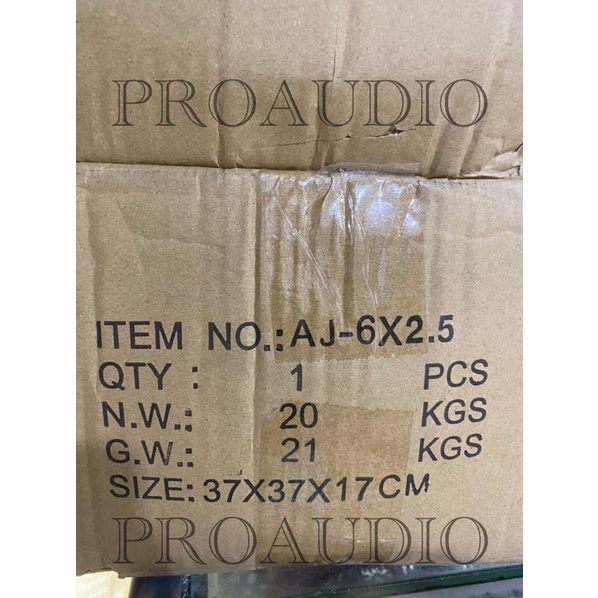 PROAUDIO
ITEM NO.: AJ-6X2.5
QTY : 1 PCS
N.W.: 20 KGS
G.W.: 21 KGS
SIZE: 37X37X17CM
PROAUDIO